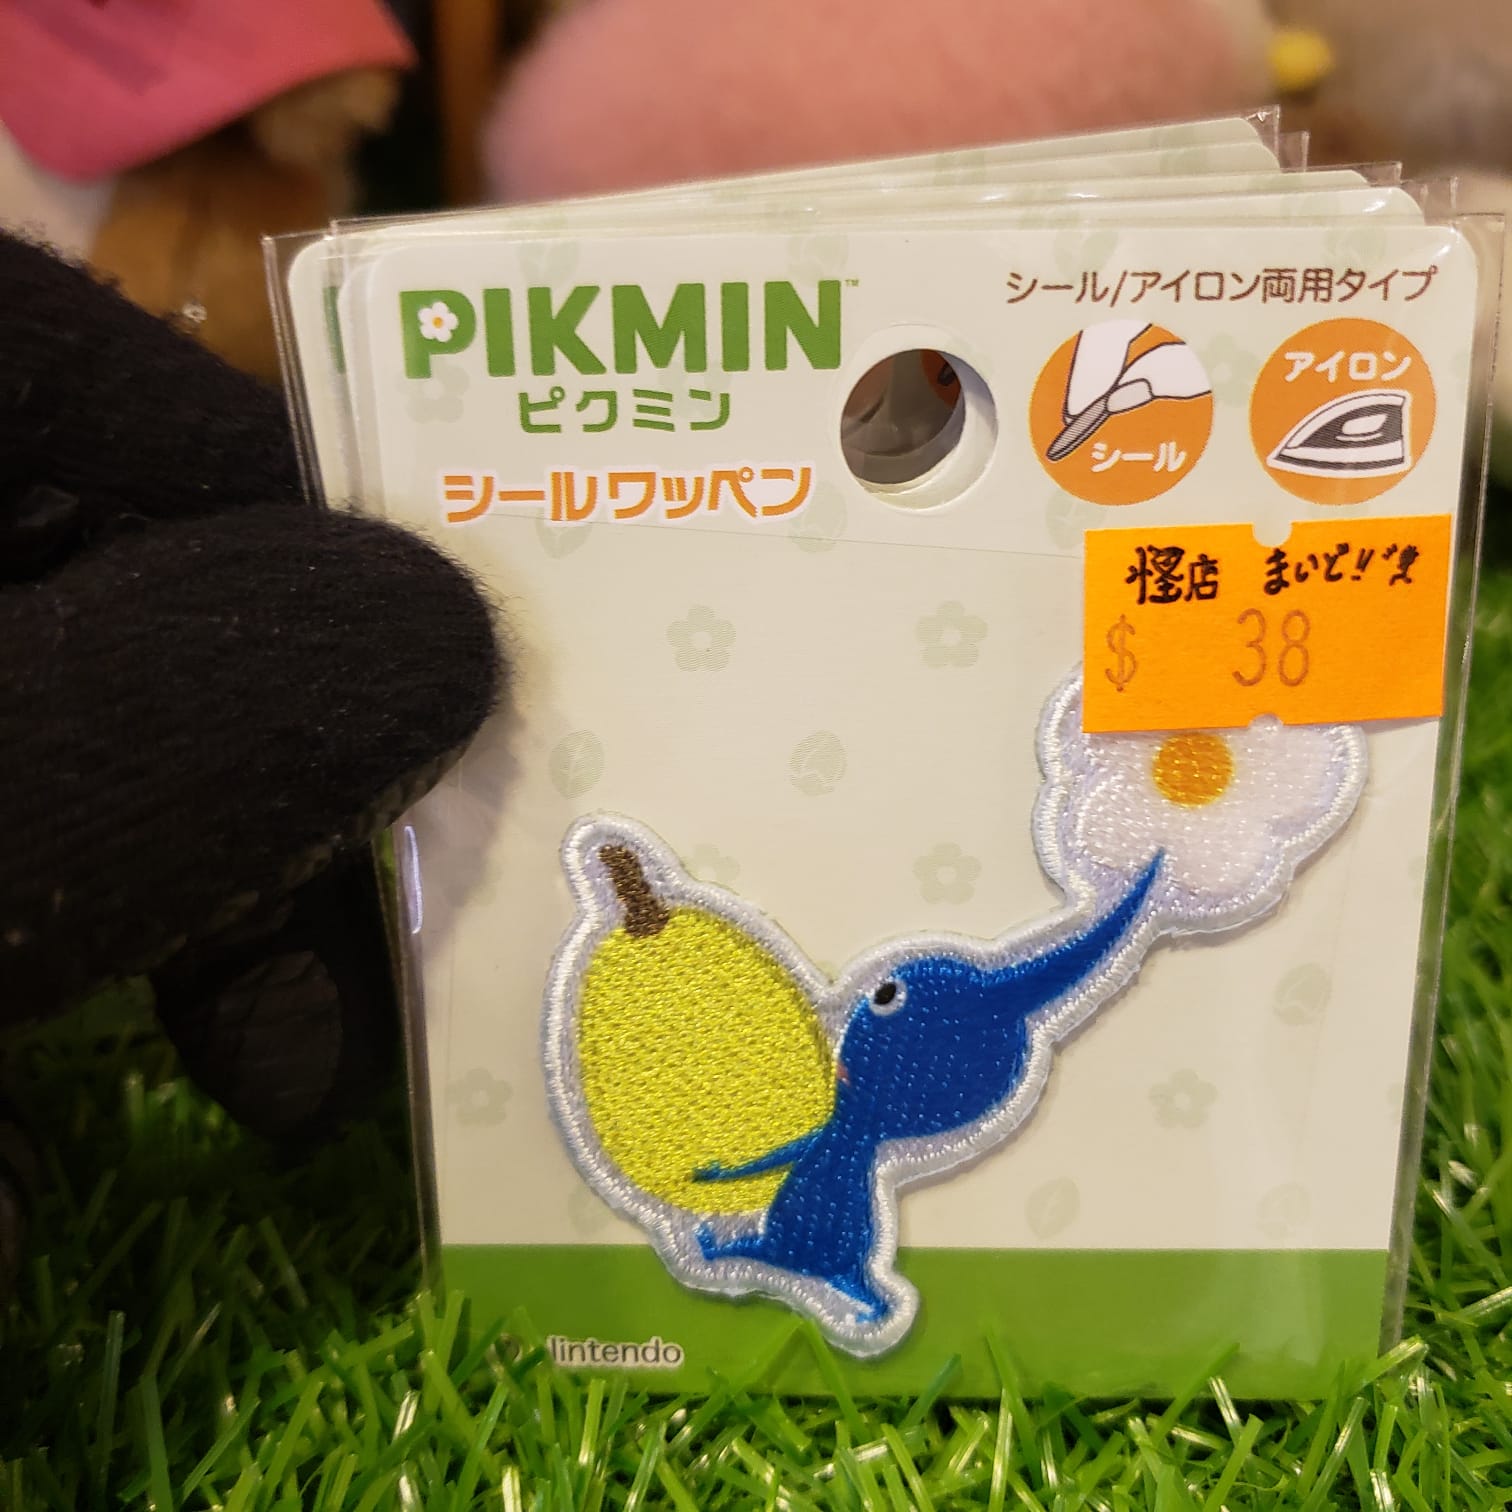 PIKMIN™
ピクミン
シールワッペン
シール/アイロン両用タイプ
シール
アイロン
怪店 まいど!!
$ 38
Nintendo